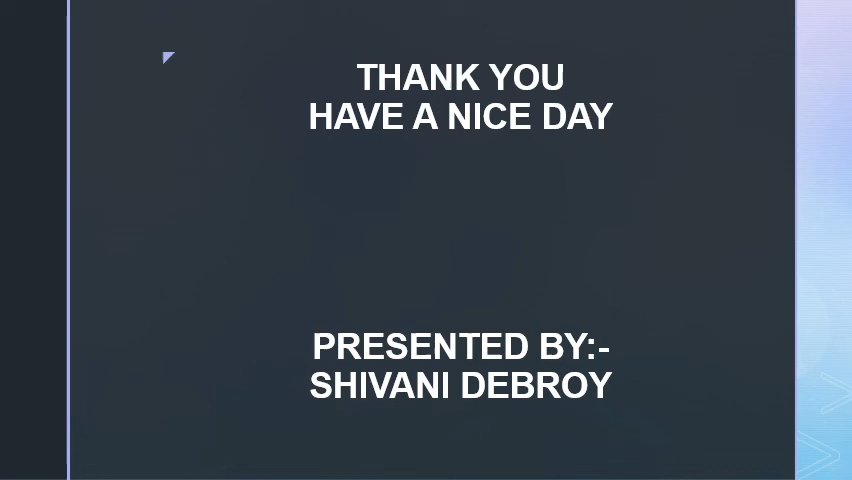 THANK YOU
HAVE A NICE DAY
PRESENTED BY:-
SHIVANI DEBROY